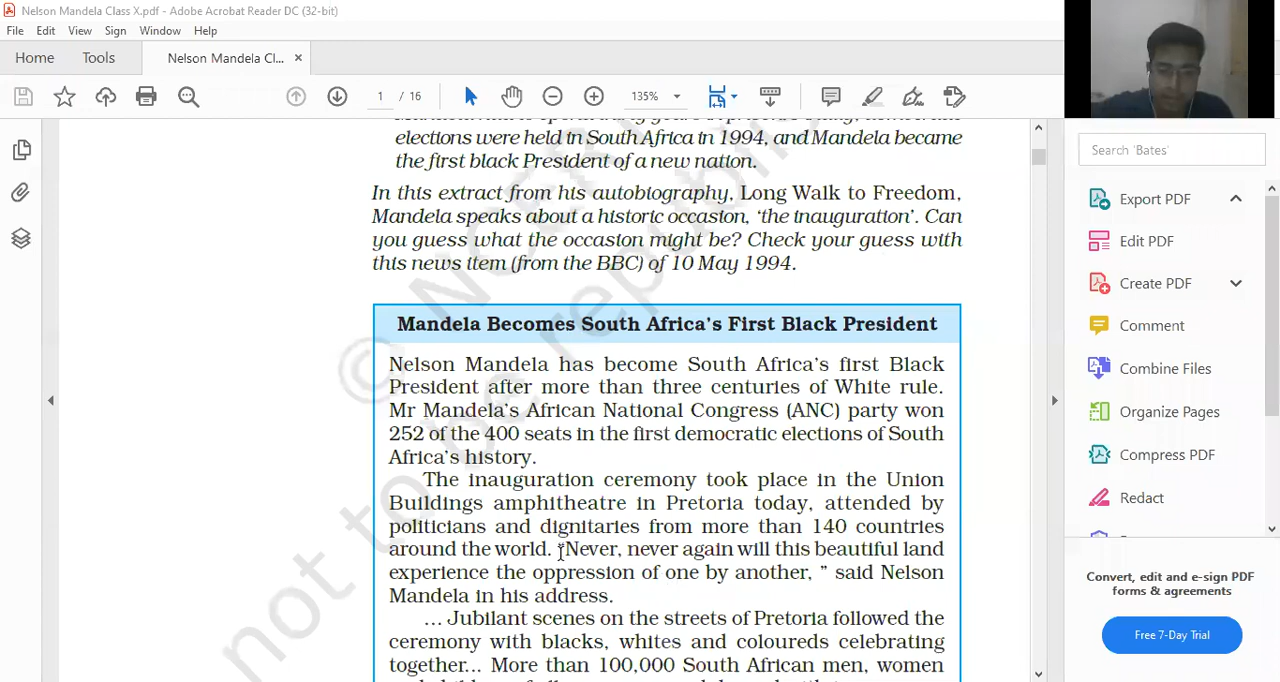 Nelson Mandela Class X.pdf - Adobe Acrobat Reader DC (32-bit)
File Edit View Sign Window Help
Home Tools Nelson Mandela Cl... ×
1 / 16 135%
elections were held in South Africa in 1994, and Mandela became
the first black President of a new nation.
In this extract from his autobiography, Long Walk to Freedom,
Mandela speaks about a historic occasion, ‘the inauguration’. Can
you guess what the occasion might be? Check your guess with
this news item (from the BBC) of 10 May 1994.
Mandela Becomes South Africa’s First Black President
Nelson Mandela has become South Africa’s first Black
President after more than three centuries of White rule.
Mr Mandela’s African National Congress (ANC) party won
252 of the 400 seats in the first democratic elections of South
Africa’s history.
The inauguration ceremony took place in the Union
Buildings amphitheatre in Pretoria today, attended by
politicians and dignitaries from more than 140 countries
around the world. “Never, never again will this beautiful land
experience the oppression of one by another, ” said Nelson
Mandela in his address.
... Jubilant scenes on the streets of Pretoria followed the
ceremony with blacks, whites and coloureds celebrating
together... More than 100,000 South African men, women
not to be republi
© NCER
Search 'Bates'
Export PDF
Edit PDF
Create PDF
Comment
Combine Files
Organize Pages
Compress PDF
Redact
Convert, edit and e-sign PDF
forms & agreements
Free 7-Day Trial